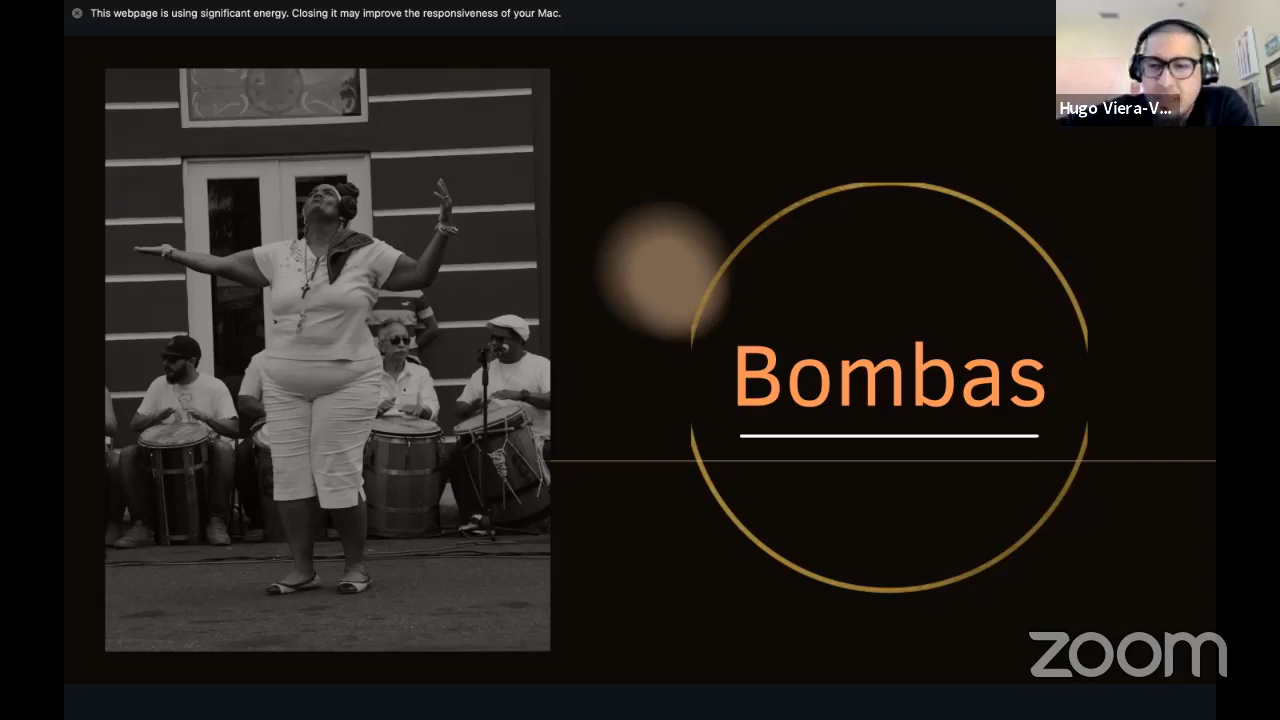 This webpage is using significant energy. Closing it may improve the responsiveness of your Mac.
Hugo Viera-V...
Bombas
zoom